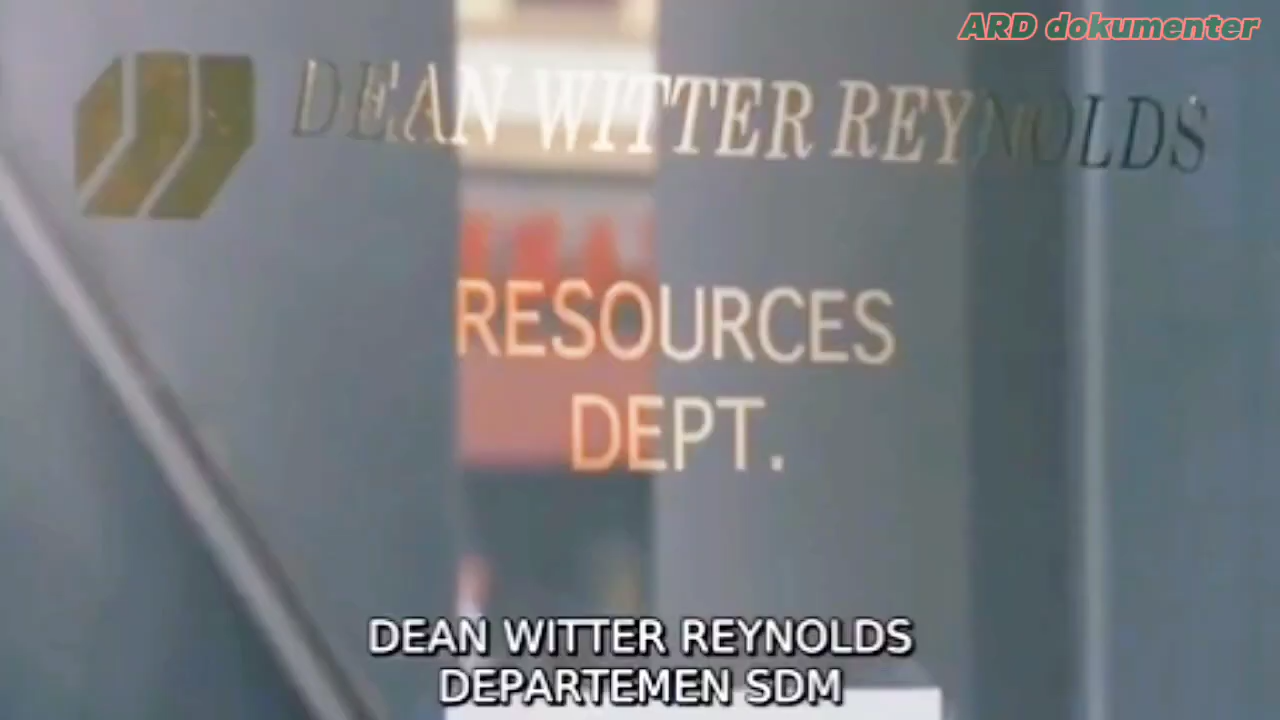 ARD dokumenter
DEAN WITTER REYNOLDS
RESOURCES
DEPT.
DEAN WITTER REYNOLDS
DEPARTEMEN SDM